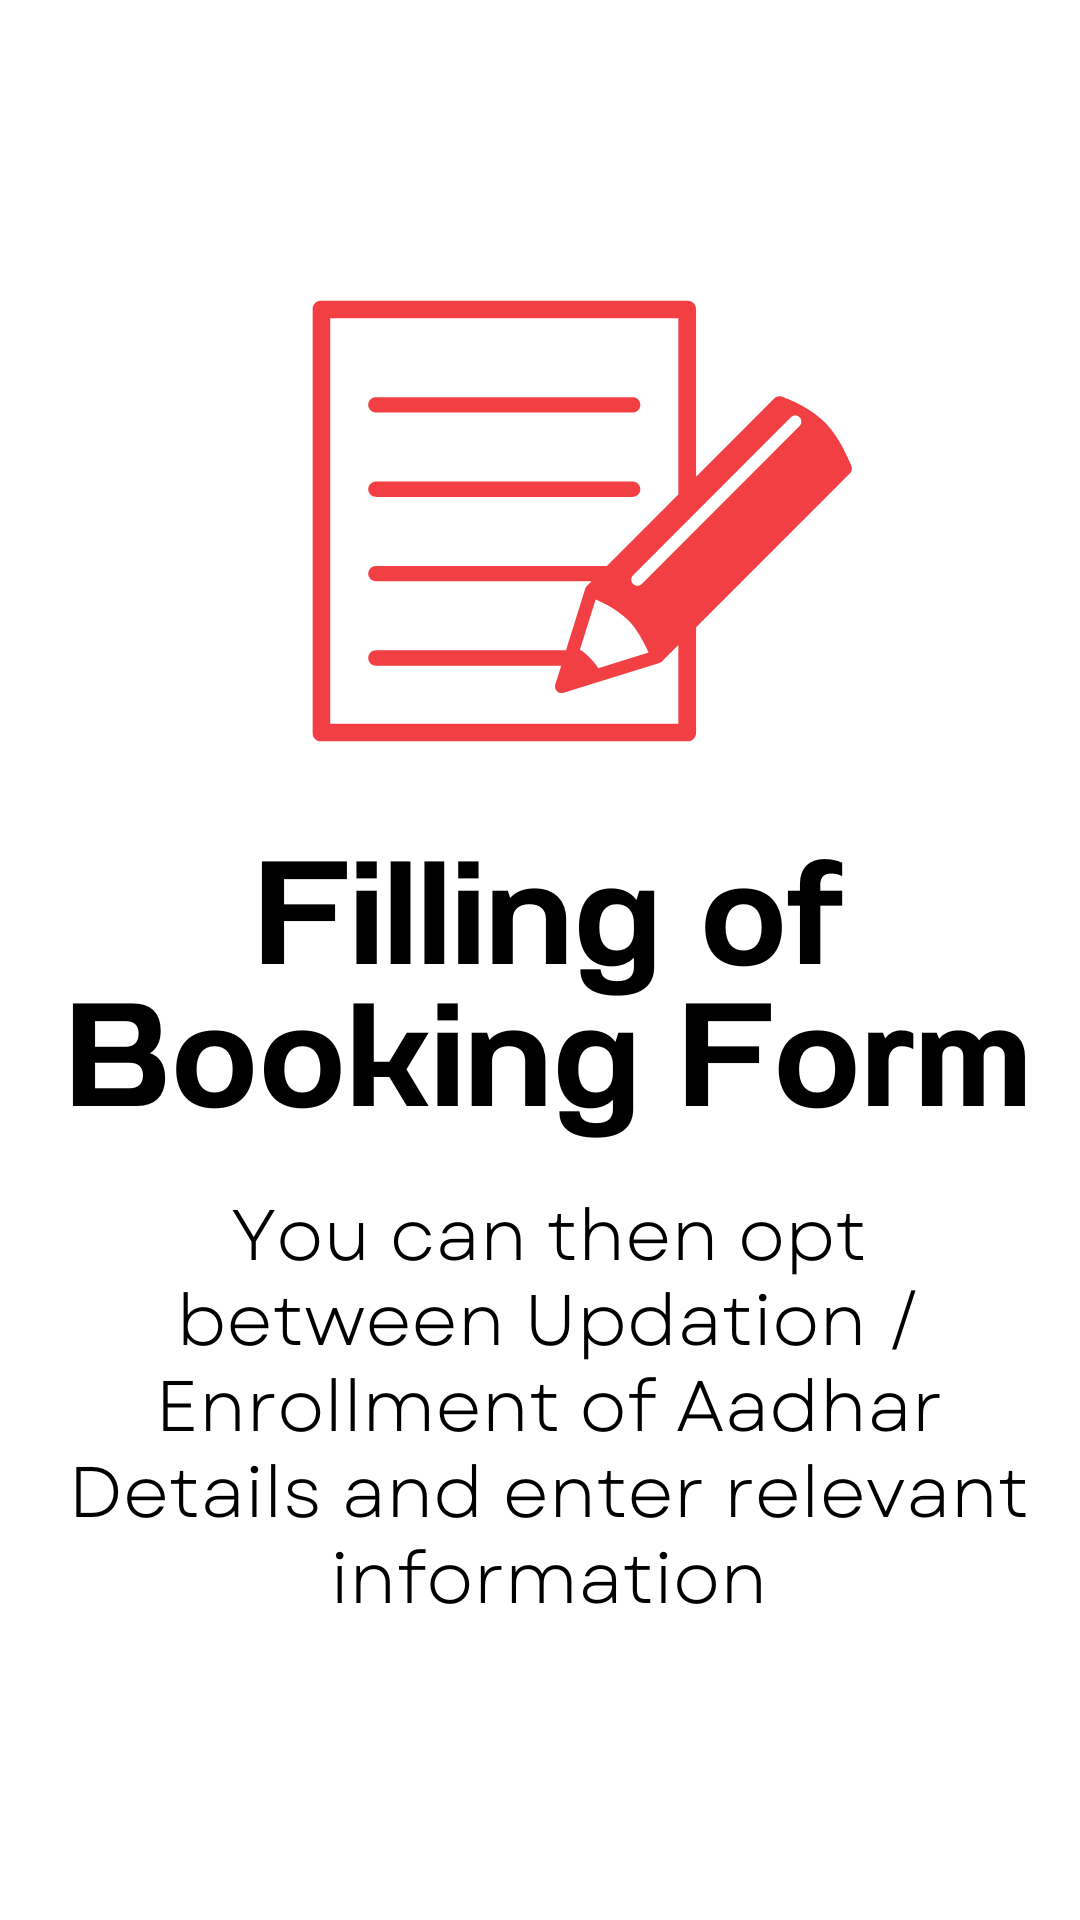 Filling of
Booking Form
You can then opt
between Updation /
Enrollment of Aadhar
Details and enter relevant
information